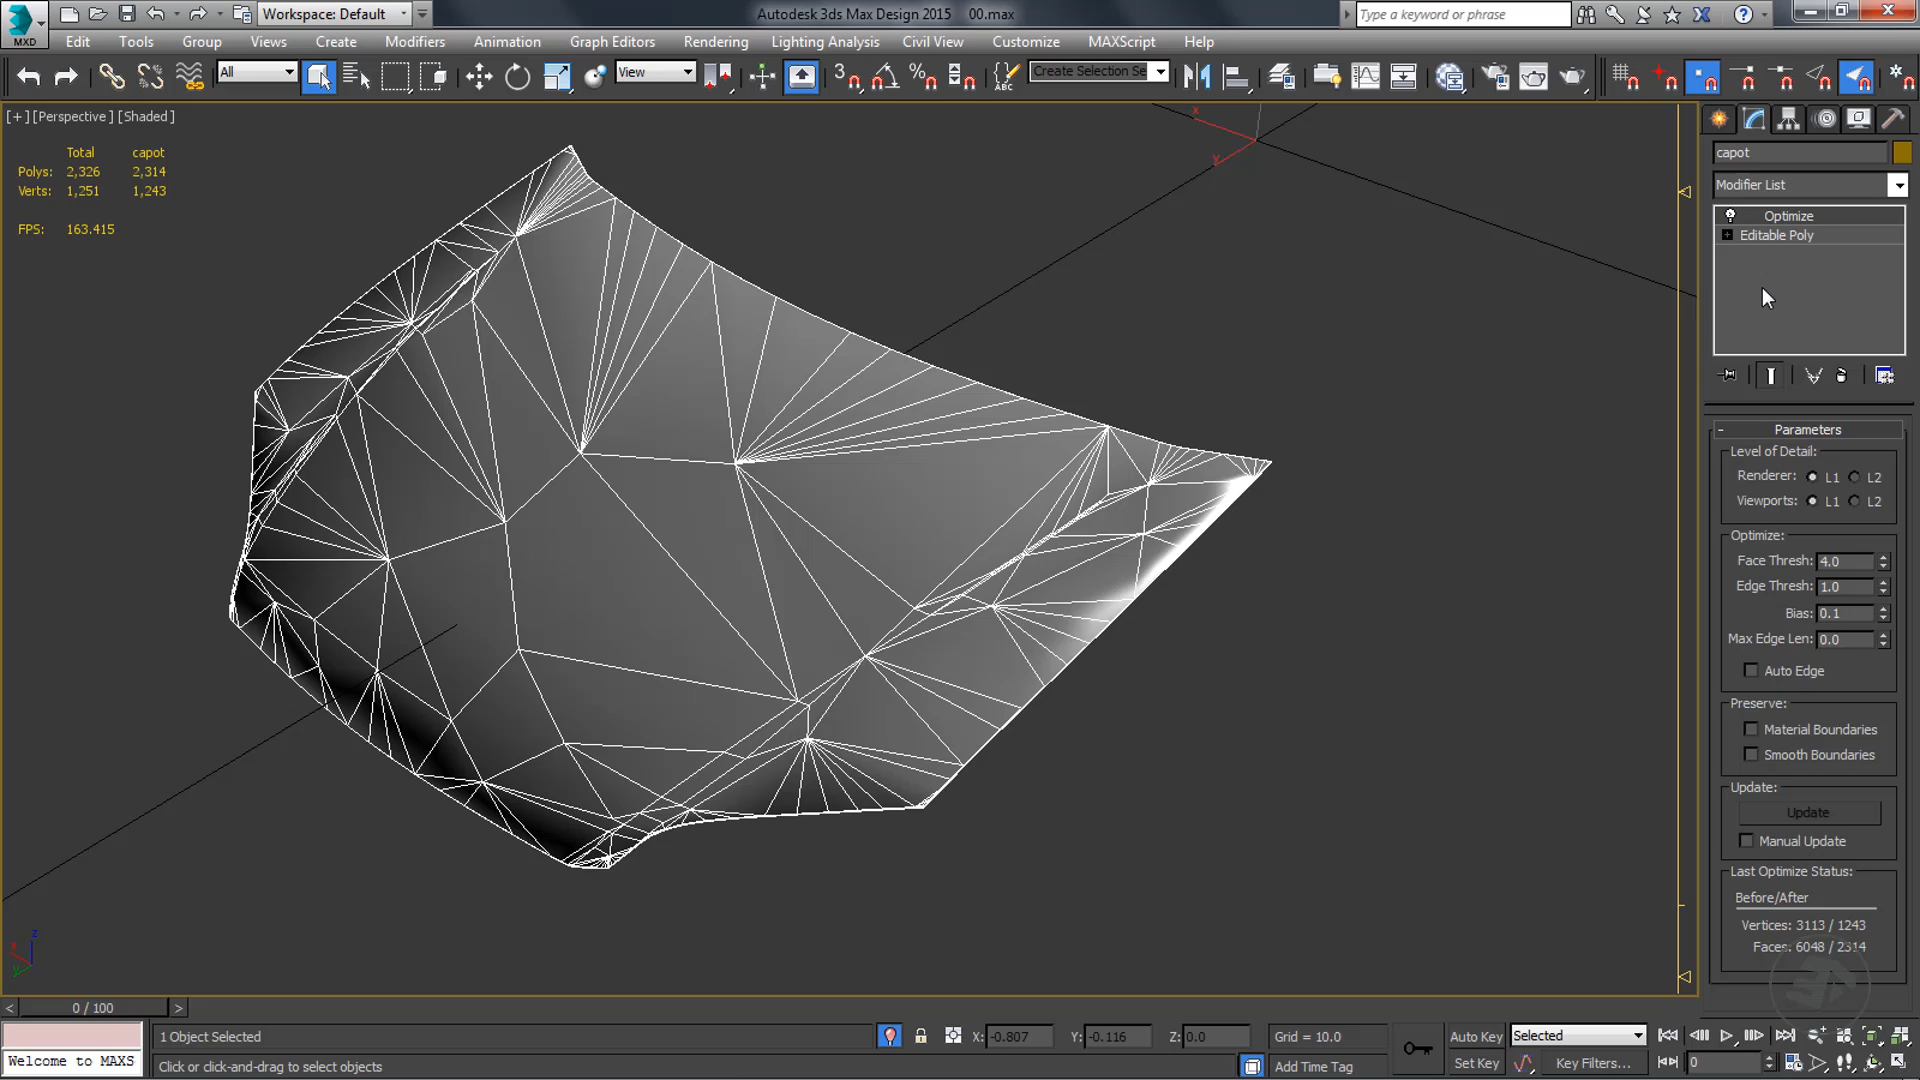 Workspace: Default
Autodesk 3ds Max Design 2015 00.max
Type a keyword or phrase
MXD
Edit Tools Group Views Create Modifiers Animation Graph Editors Rendering Lighting Analysis Civil View Customize MAXScript Help
All
View
Create Selection Se
[+] [Perspective ] [Shaded ]
Total capot
Polys: 2,326 2,314
Verts: 1,251 1,243
FPS: 163.415
x
y
z
x
y
capot
Modifier List
Optimize
Editable Poly
Parameters
Level of Detail:
Renderer: L1 L2
Viewports: L1 L2
Optimize:
Face Thresh: 4.0
Edge Thresh: 1.0
Bias: 0.1
Max Edge Len: 0.0
Auto Edge
Preserve:
Material Boundaries
Smooth Boundaries
Update:
Update
Manual Update
Last Optimize Status:
Before/After
Vertices: 3113 / 1243
Faces: 6048 / 2314
< 0 / 100 >
1 Object Selected
X: -0.807 Y: -0.116 Z: 0.0 Grid = 10.0
Auto Key Selected
Welcome to MAXS
Click or click-and-drag to select objects
Add Time Tag
Set Key Key Filters... 0